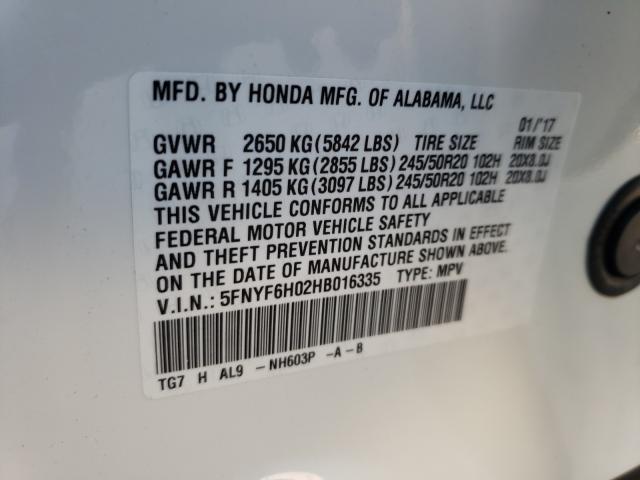 MFD. BY HONDA MFG. OF ALABAMA, LLC
01/'17
GVWR 2650 KG(5842 LBS) TIRE SIZE RIM SIZE
GAWR F 1295 KG(2855 LBS) 245/50R20 102H 20X8.0J
GAWR R 1405 KG(3097 LBS) 245/50R20 102H 20X8.0J
THIS VEHICLE CONFORMS TO ALL APPLICABLE
FEDERAL MOTOR VEHICLE SAFETY
AND THEFT PREVENTION STANDARDS IN EFFECT
ON THE DATE OF MANUFACTURE SHOWN ABOVE.
V.I.N.: 5FNYF6H02HB016335 TYPE: MPV
TG7 H AL9 -NH603P -A-B